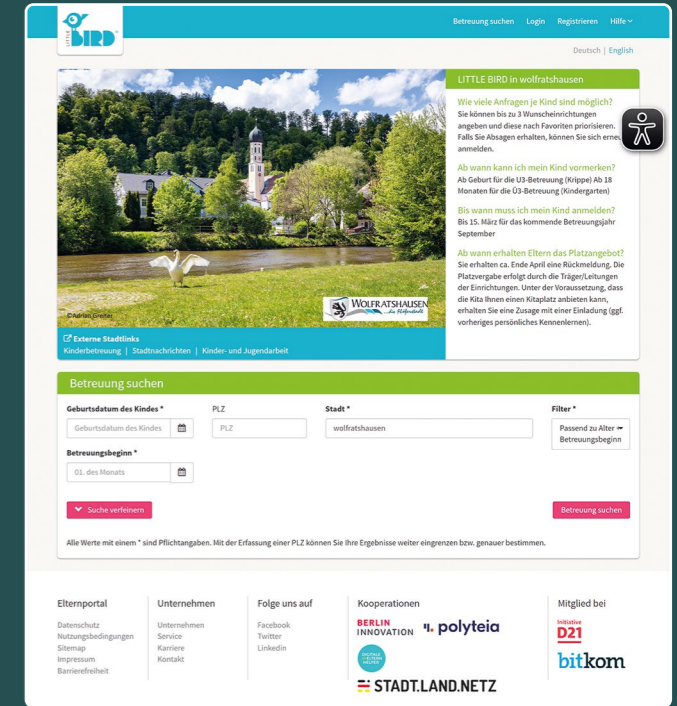 LITTLE BIRD
Betreuung suchen Login Registrieren Hilfe
Deutsch | English
©Adrian Greiter
WOLFRATSHAUSEN
...die Flößerstadt
Externe Stadtlinks
Kinderbetreuung | Stadtnachrichten | Kinder- und Jugendarbeit
LITTLE BIRD in wolfratshausen
Wie viele Anfragen je Kind sind möglich?
Sie können bis zu 3 Wunscheinrichtungen
angeben und diese nach Favoriten priorisieren.
Falls Sie Absagen erhalten, können Sie sich
anmelden.
Ab wann kann ich mein Kind vormerken?
Ab Geburt für die U3-Betreuung (Krippe) Ab 18
Monaten für die Ü3-Betreuung (Kindergarten)
Bis wann muss ich mein Kind anmelden?
Bis 15. März für das kommende Betreuungsjahr
September
Ab wann erhalten Eltern das Platzangebot?
Sie erhalten ca. Ende April eine Rückmeldung. Die
Platzvergabe erfolgt durch die Träger/Leitungen
der Einrichtungen. Unter der Voraussetzung, dass
die Kita Ihnen einen Kitaplatz anbieten kann,
erhalten Sie eine Zusage mit einer Einladung (ggf.
vorheriges persönliches Kennenlernen).
Betreuung suchen
Geburtsdatum des Kindes * PLZ Stadt * Filter *
Geburtsdatum des Kindes PLZ wolfratshausen Passend zu Alter +
Betreuungsbeginn
Betreuungsbeginn *
01. des Monats
Suche verfeinern Betreuung suchen
Alle Werte mit einem * sind Pflichtangaben. Mit der Erfassung einer PLZ können Sie Ihre Ergebnisse weiter eingrenzen bzw. genauer bestimmen.
Elternportal
Datenschutz
Nutzungsbedingungen
Sitemap
Impressum
Barrierefreiheit
Unternehmen
Unternehmen
Service
Karriere
Kontakt
Folge uns auf
Facebook
Twitter
Linkedin
Kooperationen
BERLIN
INNOVATION
polyteia
STADT.LAND.NETZ
Mitglied bei
Initiative
D21
bitkom